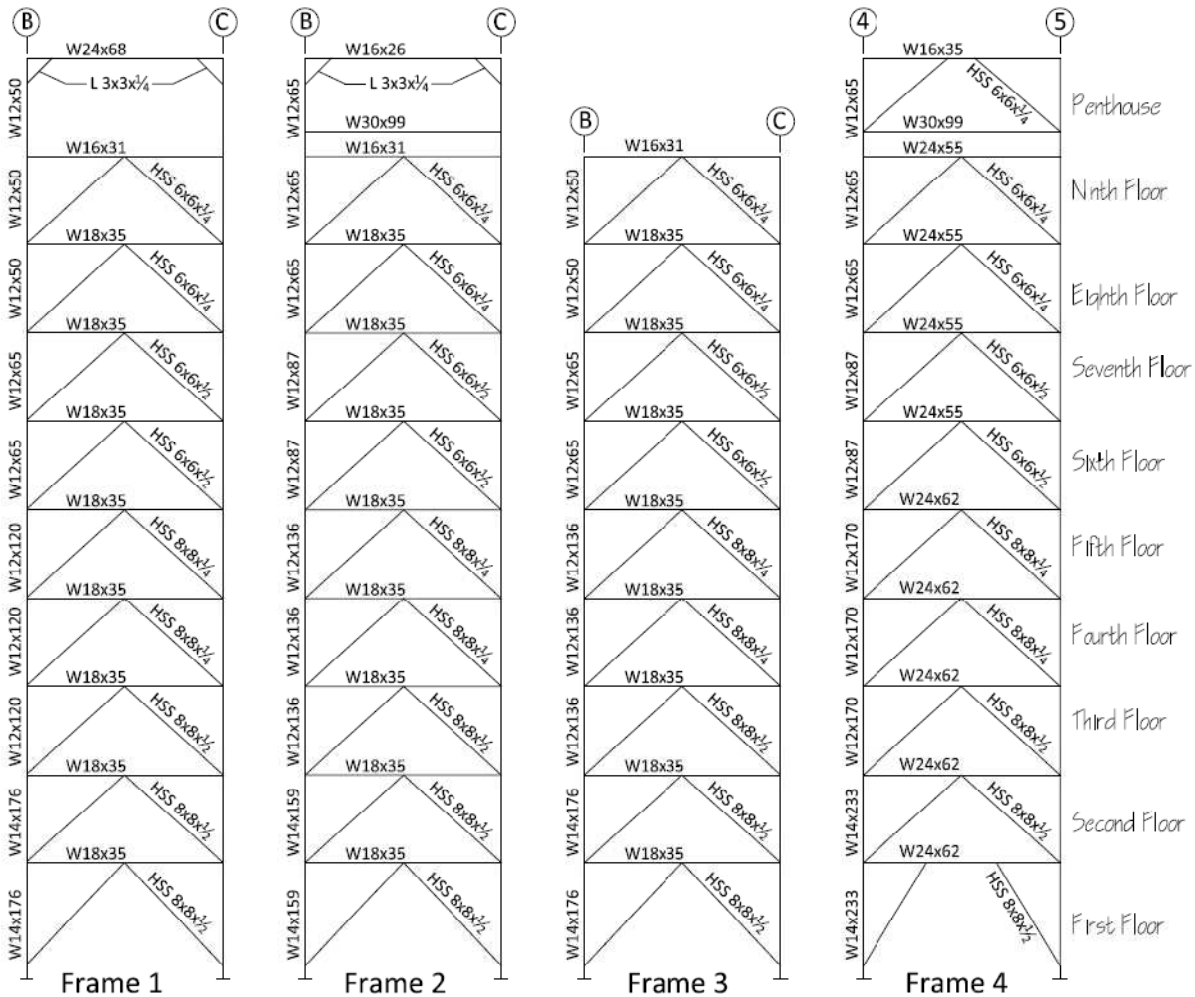 B
C
W24x68
L 3x3x¼
W12x50
W16x31
HSS 6x6x¼
W12x50
W18x35
HSS 6x6x¼
W12x50
W18x35
HSS 6x6x½
W12x65
W18x35
HSS 6x6x½
W12x65
W18x35
HSS 8x8x¼
W12x120
W18x35
HSS 8x8x¼
W12x120
W18x35
HSS 8x8x½
W12x120
W18x35
HSS 8x8x½
W14x176
W18x35
HSS 8x8x½
W14x176
Frame 1
B
C
W16x26
L 3x3x¼
W12x65
W30x99
W16x31
HSS 6x6x¼
W12x65
W18x35
HSS 6x6x¼
W12x65
W18x35
HSS 6x6x½
W12x87
W18x35
HSS 6x6x½
W12x87
W18x35
HSS 8x8x¼
W12x136
W18x35
HSS 8x8x¼
W12x136
W18x35
HSS 8x8x½
W12x136
W18x35
HSS 8x8x½
W14x159
W18x35
HSS 8x8x½
W14x159
Frame 2
B
C
W16x31
HSS 6x6x¼
W12x50
W18x35
HSS 6x6x¼
W12x50
W18x35
HSS 6x6x½
W12x65
W18x35
HSS 6x6x½
W12x65
W18x35
HSS 8x8x¼
W12x136
W18x35
HSS 8x8x¼
W12x136
W18x35
HSS 8x8x½
W12x136
W18x35
HSS 8x8x½
W14x176
W18x35
HSS 8x8x½
W14x176
Frame 3
4
5
W16x35
HSS 6x6x¼
W12x65
W30x99
W24x55
HSS 6x6x¼
W12x65
W24x55
HSS 6x6x¼
W12x65
W24x55
HSS 6x6x½
W12x87
W24x55
HSS 6x6x½
W12x87
W24x62
HSS 8x8x¼
W12x170
W24x62
HSS 8x8x¼
W12x170
W24x62
HSS 8x8x½
W12x170
W24x62
HSS 8x8x½
W14x233
W24x62
HSS 8x8x½
W14x233
Frame 4
Penthouse
Ninth Floor
Eighth Floor
Seventh Floor
Sixth Floor
Fifth Floor
Fourth Floor
Third Floor
Second Floor
First Floor